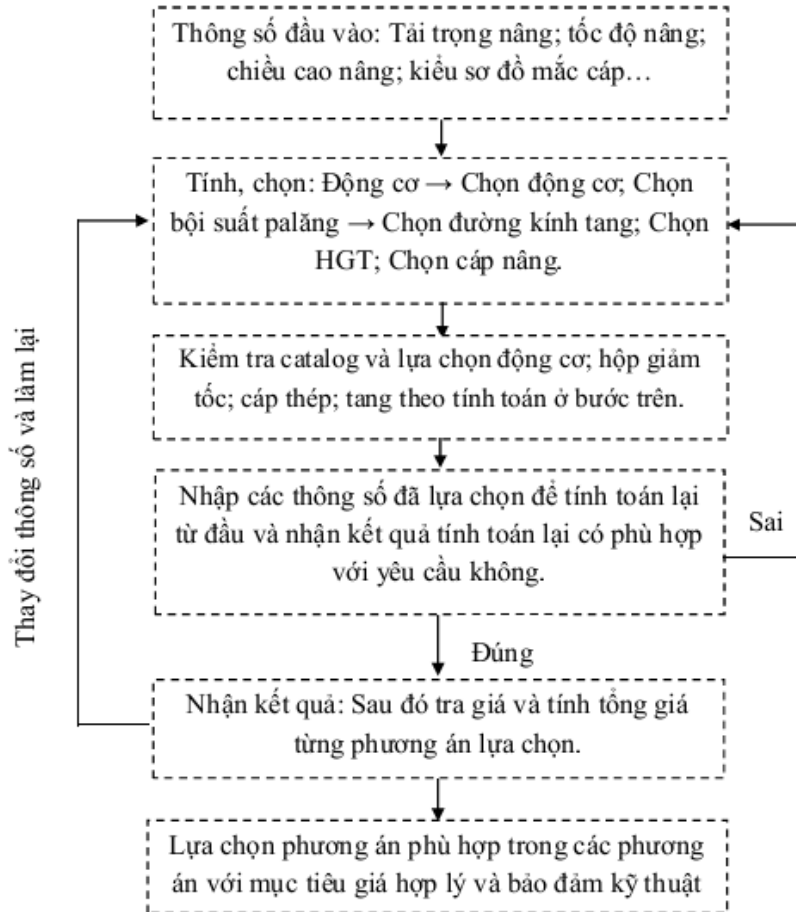 Thông số đầu vào: Tải trọng nâng; tốc độ nâng;
chiều cao nâng; kiểu sơ đồ mắc cáp…
Tính, chọn: Động cơ → Chọn động cơ; Chọn
bội suất palăng → Chọn đường kính tang; Chọn
HGT; Chọn cáp nâng.
Kiểm tra catalog và lựa chọn động cơ; hộp giảm
tốc; cáp thép; tang theo tính toán ở bước trên.
Nhập các thông số đã lựa chọn để tính toán lại
từ đầu và nhận kết quả tính toán lại có phù hợp
với yêu cầu không.
Sai
Đúng
Nhận kết quả: Sau đó tra giá và tính tổng giá
từng phương án lựa chọn.
Lựa chọn phương án phù hợp trong các phương
án với mục tiêu giá hợp lý và bảo đảm kỹ thuật
Thay đổi thông số và làm lại